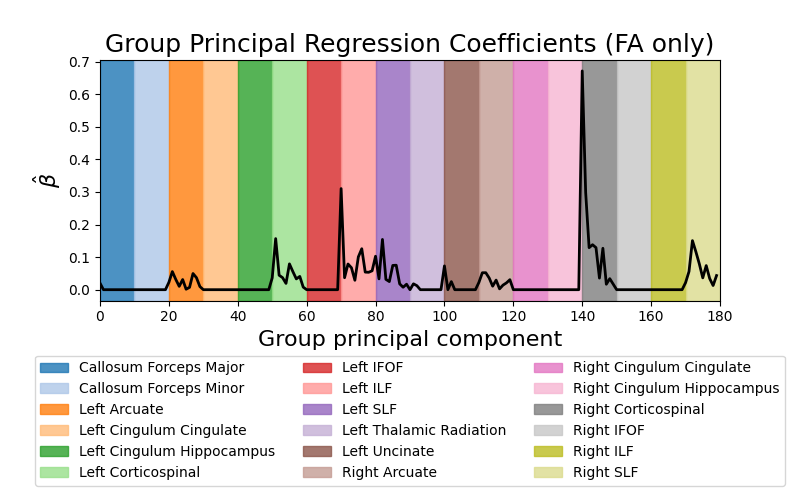 Group Principal Regression Coefficients (FA only)
0.7
0.6
0.5
0.4
0.3
0.2
0.1
0.0
β̂
0 20 40 60 80 100 120 140 160 180
Group principal component
Callosum Forceps Major
Callosum Forceps Minor
Left Arcuate
Left Cingulum Cingulate
Left Cingulum Hippocampus
Left Corticospinal
Left IFOF
Left ILF
Left SLF
Left Thalamic Radiation
Left Uncinate
Right Arcuate
Right Cingulum Cingulate
Right Cingulum Hippocampus
Right Corticospinal
Right IFOF
Right ILF
Right SLF